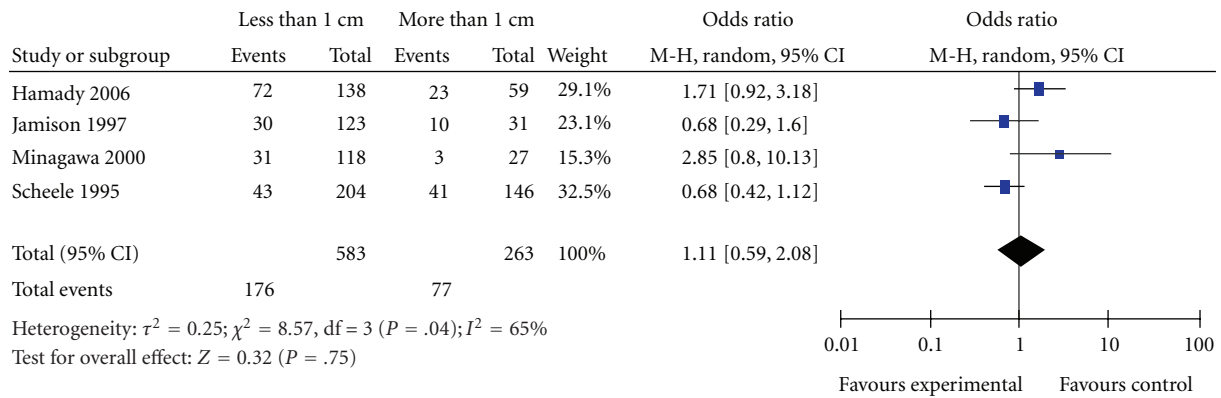 Less than 1 cm More than 1 cm Odds ratio Odds ratio
Study or subgroup Events Total Events Total Weight M-H, random, 95% CI M-H, random, 95% CI
Hamady 2006 72 138 23 59 29.1% 1.71 [0.92, 3.18]
Jamison 1997 30 123 10 31 23.1% 0.68 [0.29, 1.6]
Minagawa 2000 31 118 3 27 15.3% 2.85 [0.8, 10.13]
Scheele 1995 43 204 41 146 32.5% 0.68 [0.42, 1.12]
Total (95% CI) 583 263 100% 1.11 [0.59, 2.08]
Total events 176 77
Heterogeneity: τ² = 0.25; χ² = 8.57, df = 3 (P = .04); I² = 65%
Test for overall effect: Z = 0.32 (P = .75)
0.01 0.1 1 10 100
Favours experimental Favours control